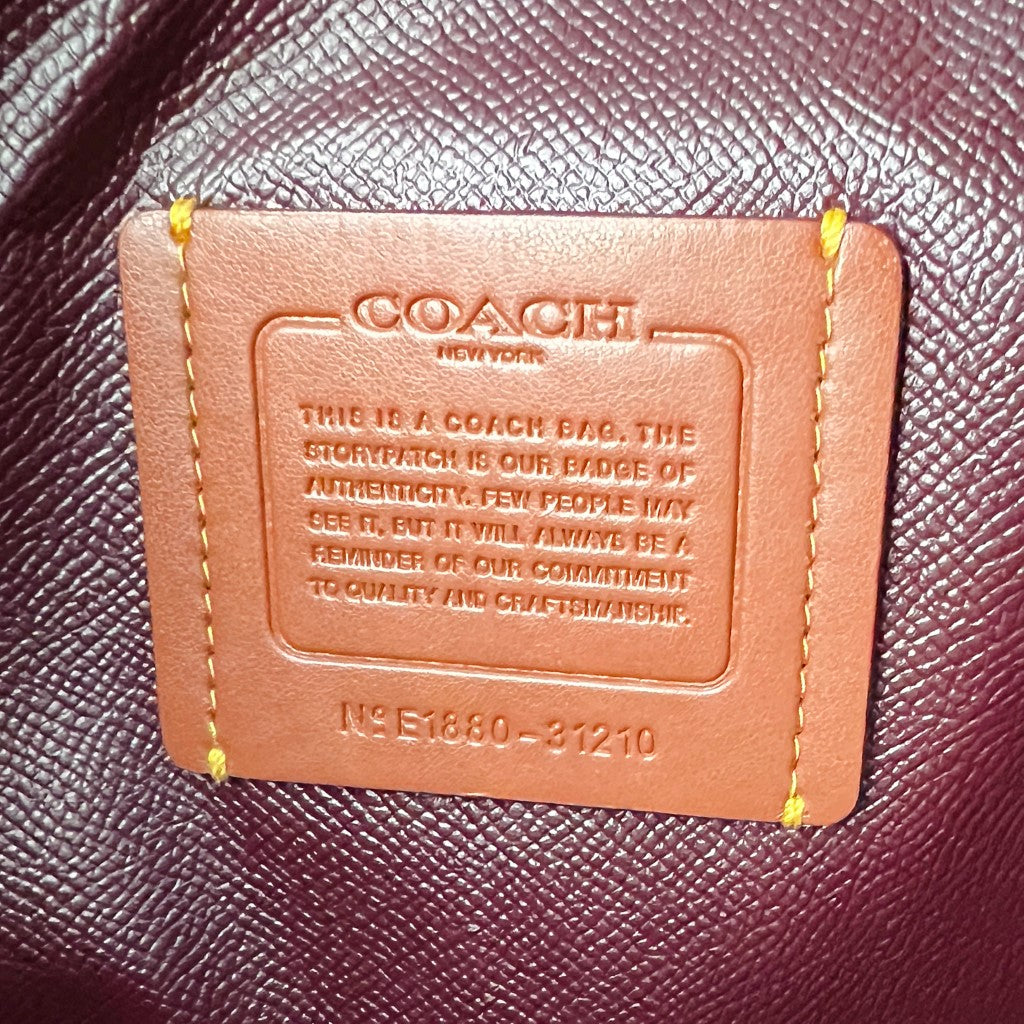 COACH
NEW YORK
THIS IS A COACH BAG. THE
STORYPATCH IS OUR BADGE OF
AUTHENTICITY. FEW PEOPLE MAY
SEE IT, BUT IT WILL ALWAYS BE A
REMINDER OF OUR COMMITMENT
TO QUALITY AND CRAFTSMANSHIP.
Nº E1880-31210